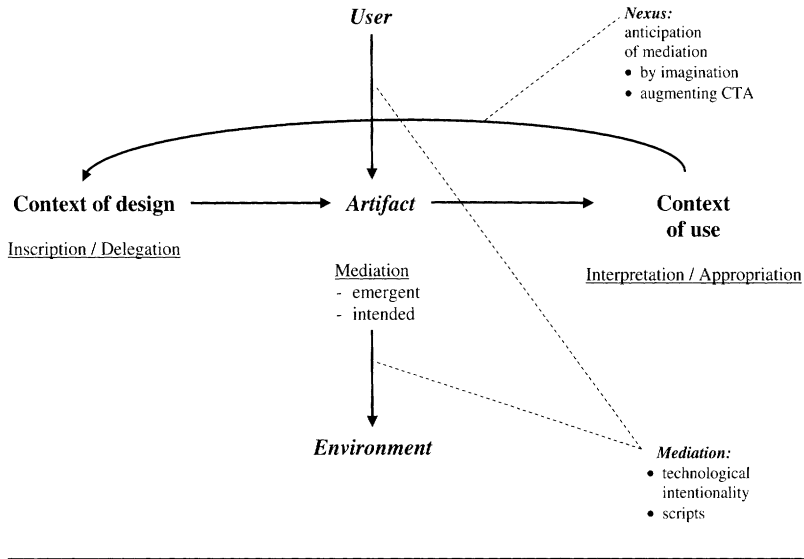 User
Nexus:
anticipation
of mediation
• by imagination
• augmenting CTA
Context of design
Artifact
Context
of use
Inscription / Delegation
Mediation
- emergent
- intended
Interpretation / Appropriation
Environment
Mediation:
• technological
intentionality
• scripts